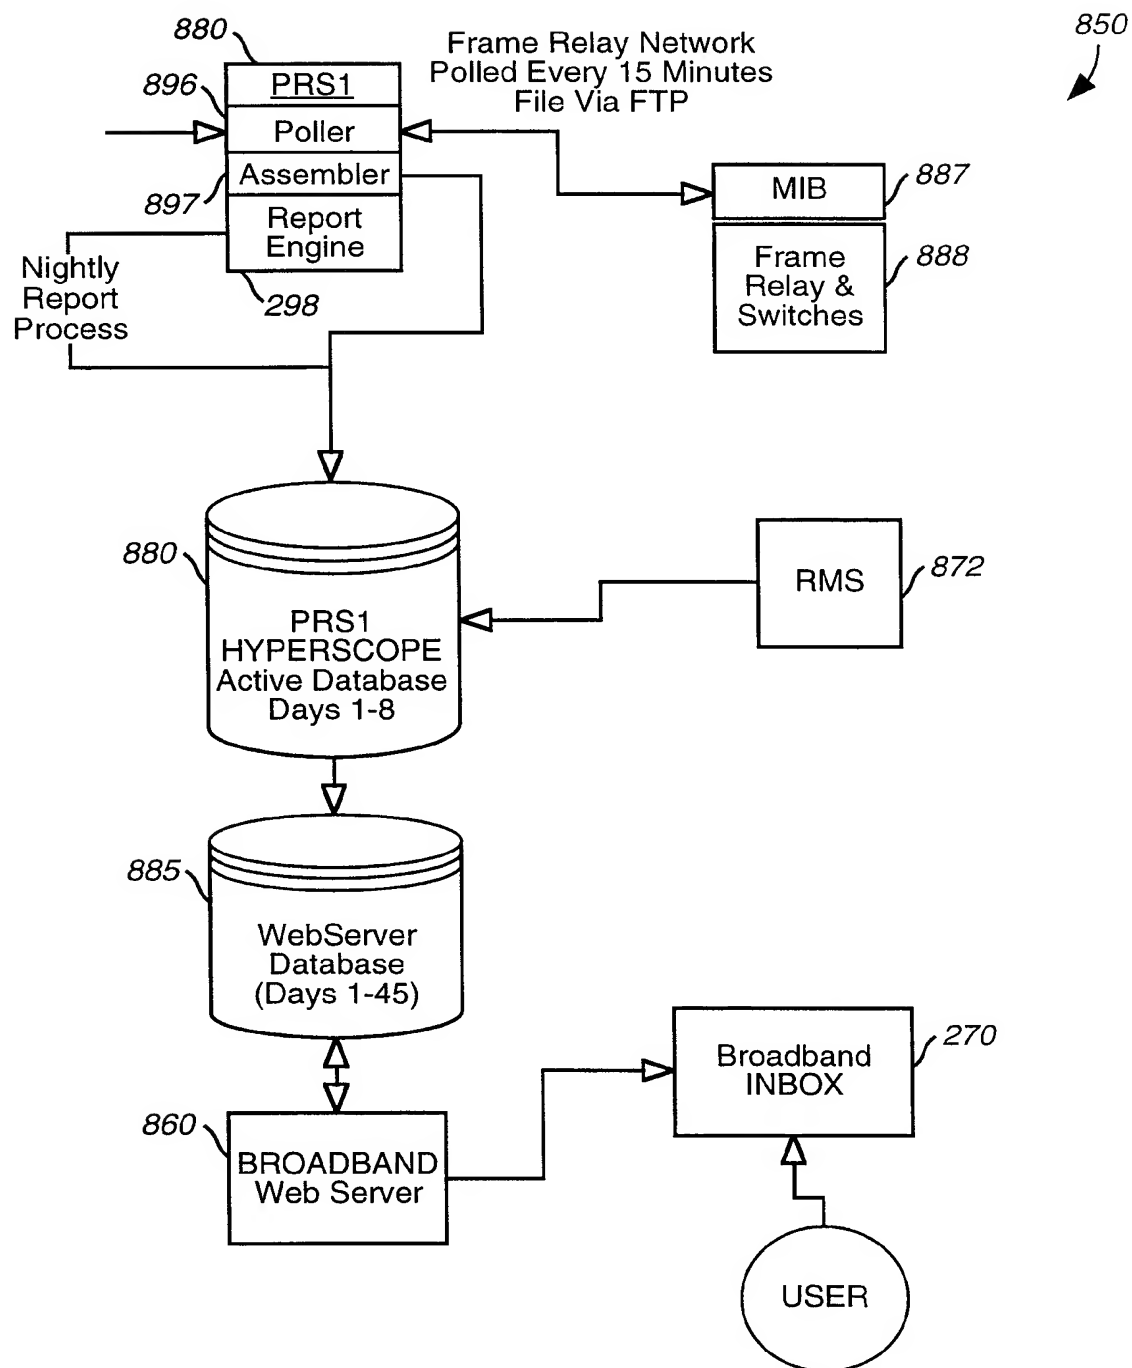 850
880
Frame Relay Network
Polled Every 15 Minutes
File Via FTP
PRS1
896
Poller
Assembler
897
Report
Engine
298
Nightly
Report
Process
MIB
887
Frame
Relay &
Switches
888
880
PRS1
HYPERSCOPE
Active Database
Days 1-8
RMS
872
885
WebServer
Database
(Days 1-45)
860
BROADBAND
Web Server
Broadband
INBOX
270
USER